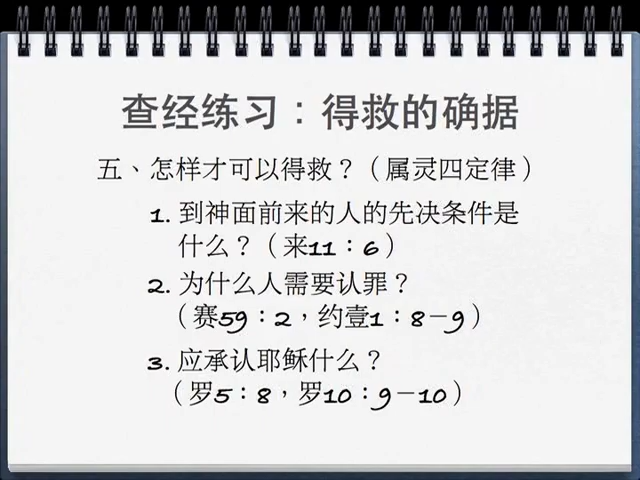 查经练习：得救的确据
五、怎样才可以得救？（属灵四定律）
1. 到神面前来的人的先决条件是
什么？（来11：6）
2. 为什么人需要认罪？
（赛59：2，约壹1：8－9）
3. 应承认耶稣什么？
（罗5：8，罗10：9－10）